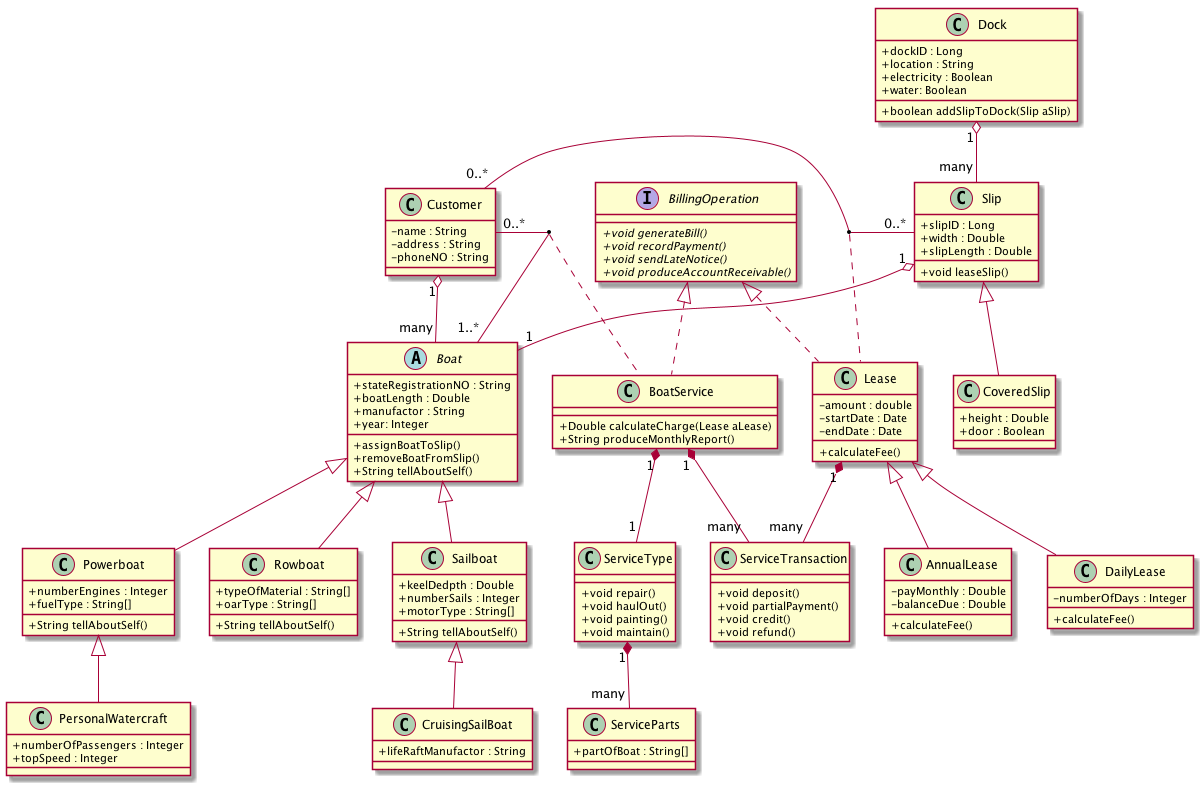 C Dock
+dockID : Long
+location : String
+electricity : Boolean
+water: Boolean
+boolean addSlipToDock(Slip aSlip)
1
many
0..*
C Customer
-name : String
-address : String
-phoneNO : String
0..*
I BillingOperation
+void generateBill()
+void recordPayment()
+void sendLateNotice()
+void produceAccountReceivable()
0..*
C Slip
+slipID : Long
+width : Double
+slipLength : Double
+void leaseSlip()
1
1
many
1..*
1
A Boat
+stateRegistrationNO : String
+boatLength : Double
+manufactor : String
+year: Integer
+assignBoatToSlip()
+removeBoatFromSlip()
+String tellAboutSelf()
C BoatService
+Double calculateCharge(Lease aLease)
+String produceMonthlyReport()
C Lease
-amount : double
-startDate : Date
-endDate : Date
+calculateFee()
C CoveredSlip
+height : Double
+door : Boolean
1
1
1
1
many
many
C Powerboat
+numberEngines : Integer
+fuelType : String[]
+String tellAboutSelf()
C Rowboat
+typeOfMaterial : String[]
+oarType : String[]
+String tellAboutSelf()
C Sailboat
+keelDedpth : Double
+numberSails : Integer
+motorType : String[]
+String tellAboutSelf()
C ServiceType
+void repair()
+void haulOut()
+void painting()
+void maintain()
C ServiceTransaction
+void deposit()
+void partialPayment()
+void credit()
+void refund()
C AnnualLease
-payMonthly : Double
-balanceDue : Double
+calculateFee()
C DailyLease
-numberOfDays : Integer
+calculateFee()
1
many
C PersonalWatercraft
+numberOfPassengers : Integer
+topSpeed : Integer
C CruisingSailBoat
+lifeRaftManufactor : String
C ServiceParts
+partOfBoat : String[]